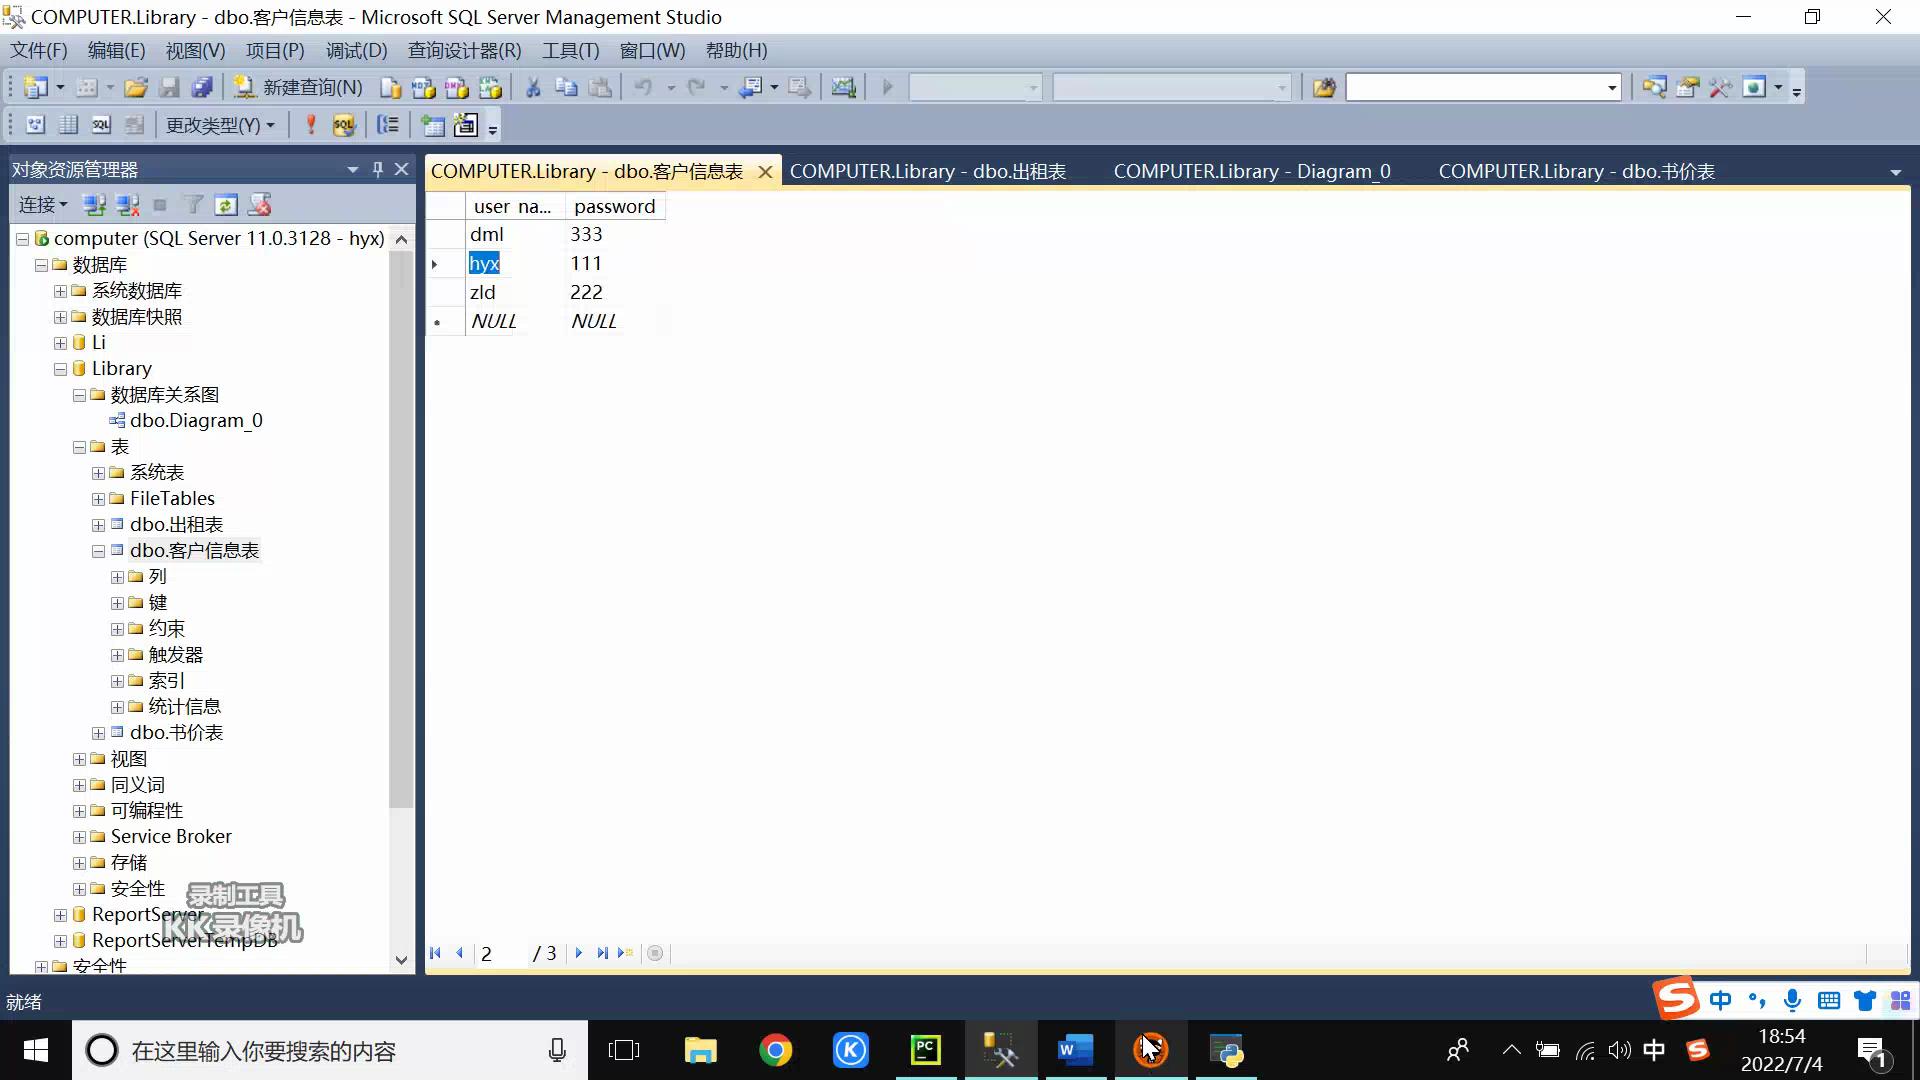 COMPUTER.Library - dbo.客户信息表 - Microsoft SQL Server Management Studio
文件(F) 编辑(E) 视图(V) 项目(P) 调试(D) 查询设计器(R) 工具(T) 窗口(W) 帮助(H)
新建查询(N)
更改类型(Y)
对象资源管理器
连接
computer (SQL Server 11.0.3128 - hyx)
数据库
系统数据库
数据库快照
Li
Library
数据库关系图
dbo.Diagram_0
表
系统表
FileTables
dbo.出租表
dbo.客户信息表
列
键
约束
触发器
索引
统计信息
dbo.书价表
视图
同义词
可编程性
Service Broker
存储
安全性
ReportServer
ReportServerTempDB
安全性
录制工具
KK录像机
COMPUTER.Library - dbo.客户信息表 COMPUTER.Library - dbo.出租表 COMPUTER.Library - Diagram_0 COMPUTER.Library - dbo.书价表
user_na... password
dml 333
hyx 111
zld 222
NULL NULL
2 / 3
就绪
中
在这里输入你要搜索的内容
中
18:54
2022/7/4
1